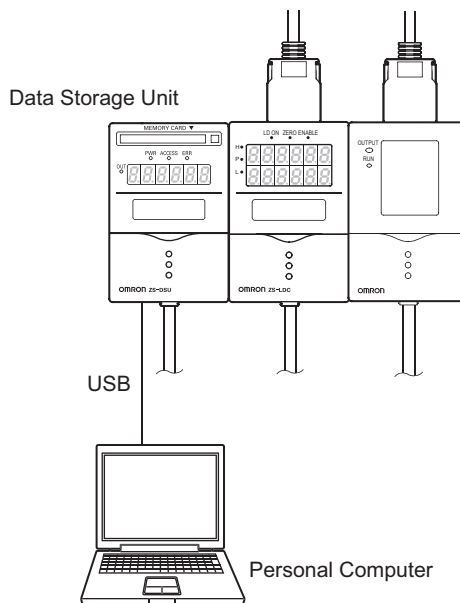 Data Storage Unit
MEMORY CARD ▼
PWR ACCESS ERR
OUT
LD ON ZERO ENABLE
H
P
L
OUTPUT
RUN
OMRON ZS-DSU
OMRON ZS-LDC
OMRON
USB
Personal Computer